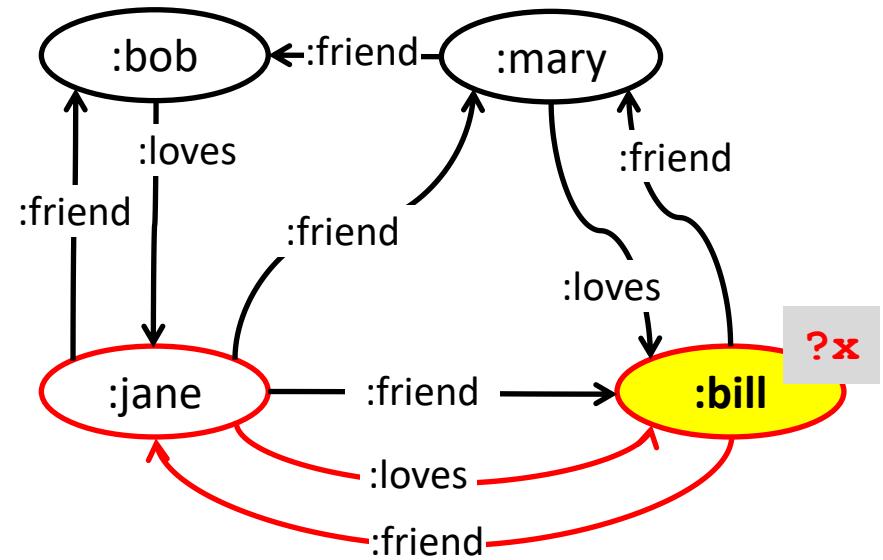 :bob
:friend
:mary
:loves
:friend
:friend
:friend
:loves
?x
:jane
:friend
:bill
:loves
:friend